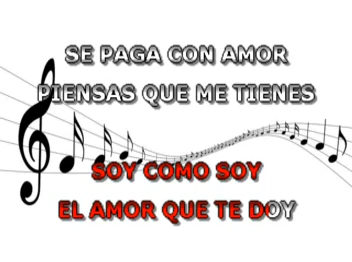 SE PAGA CON AMOR
PIENSAS QUE ME TIENES
SOY COMO SOY
EL AMOR QUE TE DOY